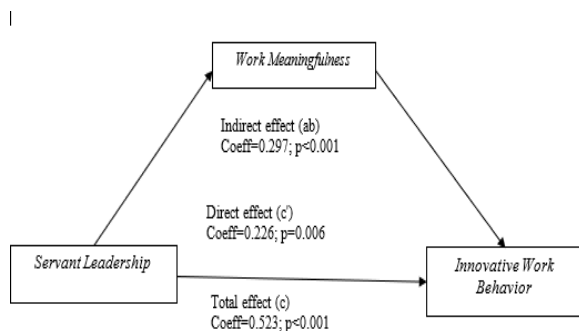 Work Meaningfulness
Indirect effect (ab)
Coeff=0.297; p<0.001
Direct effect (c')
Coeff=0.226; p=0.006
Servant Leadership
Innovative Work
Behavior
Total effect (c)
Coeff=0.523; p<0.001